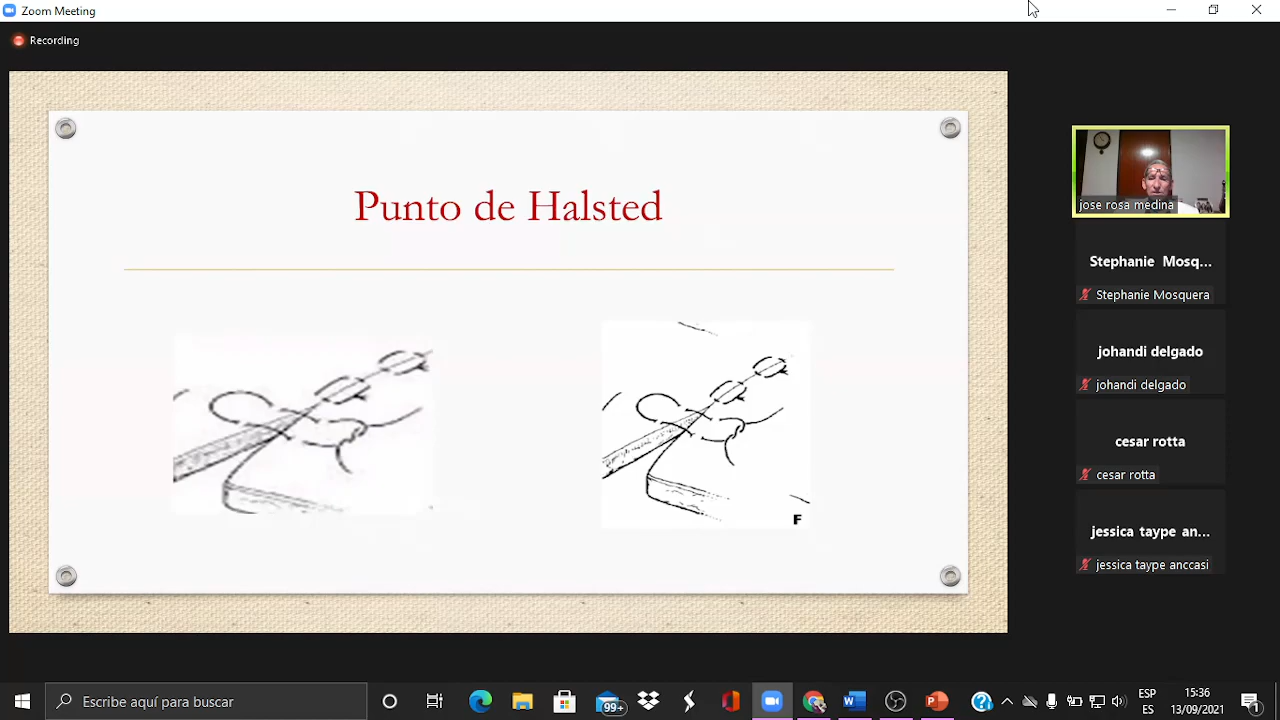 Zoom Meeting
Recording
Punto de Halsted
F
jose rosa medina
Stephanie Mosq...
Stephanie Mosquera
johandi delgado
johandi delgado
cesar rotta
cesar rotta
jessica taype an...
jessica taype anccasi
Escribe aquí para buscar
99+
ESP
ES
15:36
13/09/2021
1